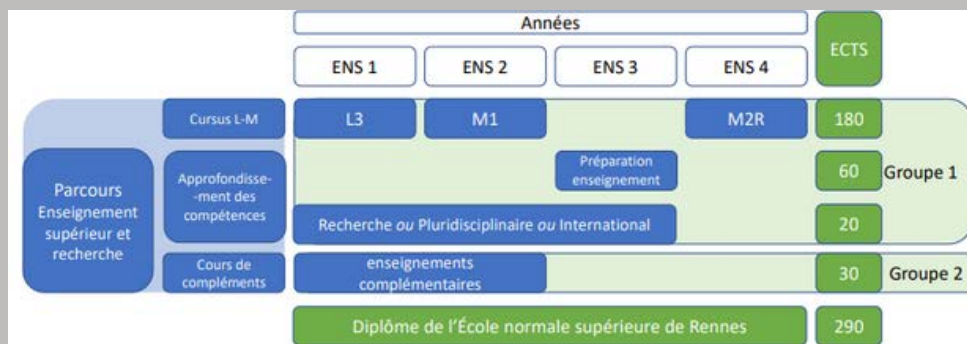 Années
ECTS
ENS 1
ENS 2
ENS 3
ENS 4
Cursus L-M
L3
M1
M2R
180
Parcours
Enseignement
supérieur et
recherche
Approfondisse-
-ment des
compétences
Préparation
enseignement
60
Groupe 1
Recherche ou Pluridisciplinaire ou International
20
Cours de
compléments
enseignements
complémentaires
30
Groupe 2
Diplôme de l'École normale supérieure de Rennes
290